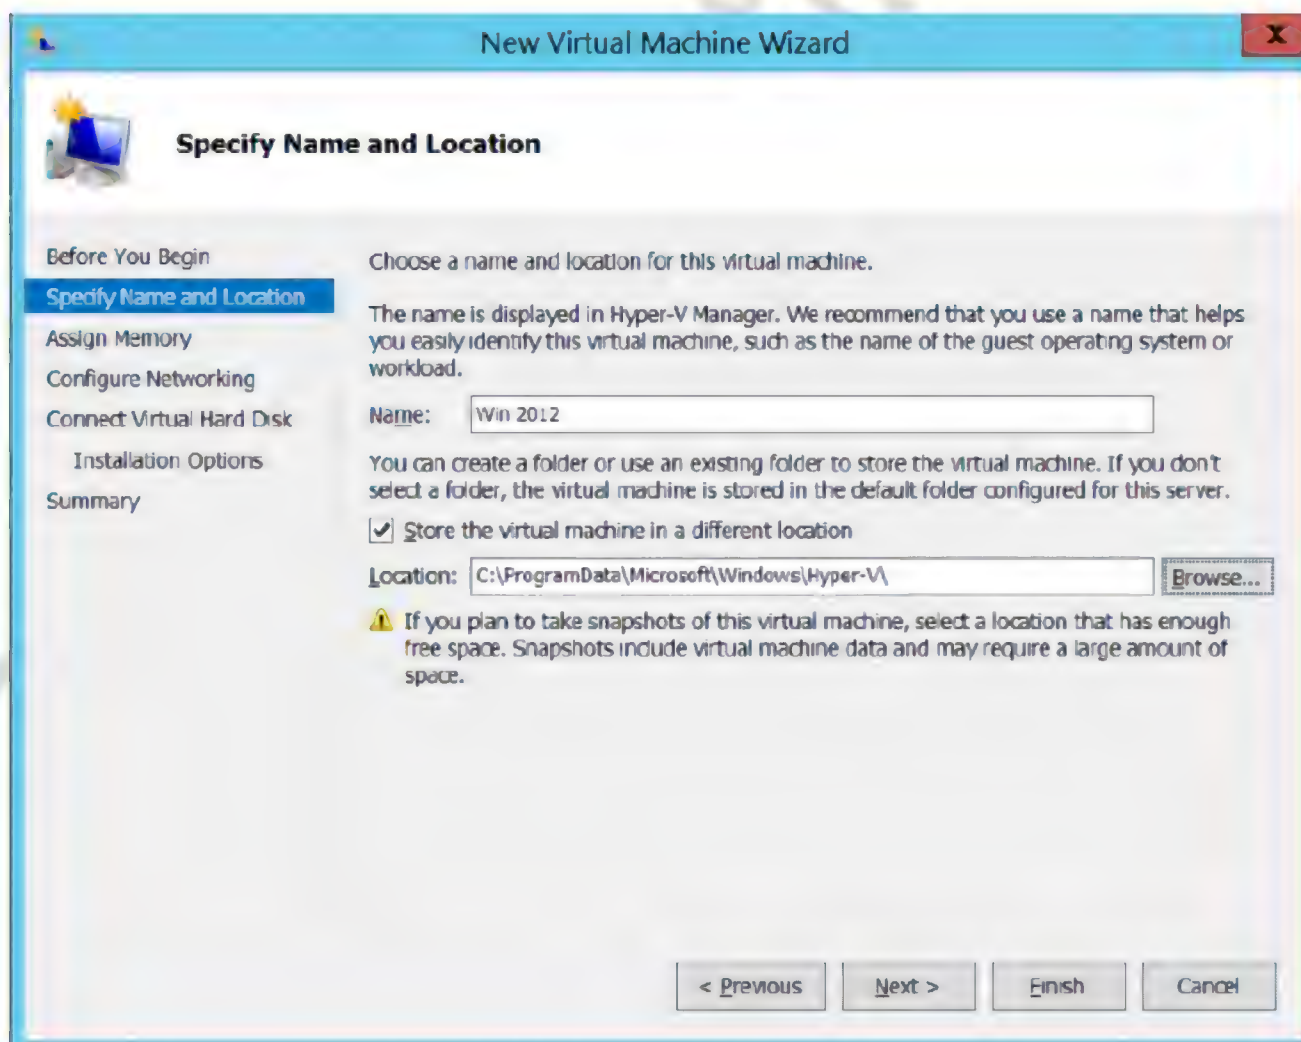 New Virtual Machine Wizard
X
Specify Name and Location
Before You Begin
Specify Name and Location
Assign Memory
Configure Networking
Connect Virtual Hard Disk
Installation Options
Summary
Choose a name and location for this virtual machine.
The name is displayed in Hyper-V Manager. We recommend that you use a name that helps
you easily identify this virtual machine, such as the name of the guest operating system or
workload.
Name: Win 2012
You can create a folder or use an existing folder to store the virtual machine. If you don't
select a folder, the virtual machine is stored in the default folder configured for this server.
Store the virtual machine in a different location
Location: C:\ProgramData\Microsoft\Windows\Hyper-V\ Browse...
If you plan to take snapshots of this virtual machine, select a location that has enough
free space. Snapshots include virtual machine data and may require a large amount of
space.
< Previous Next > Finish Cancel